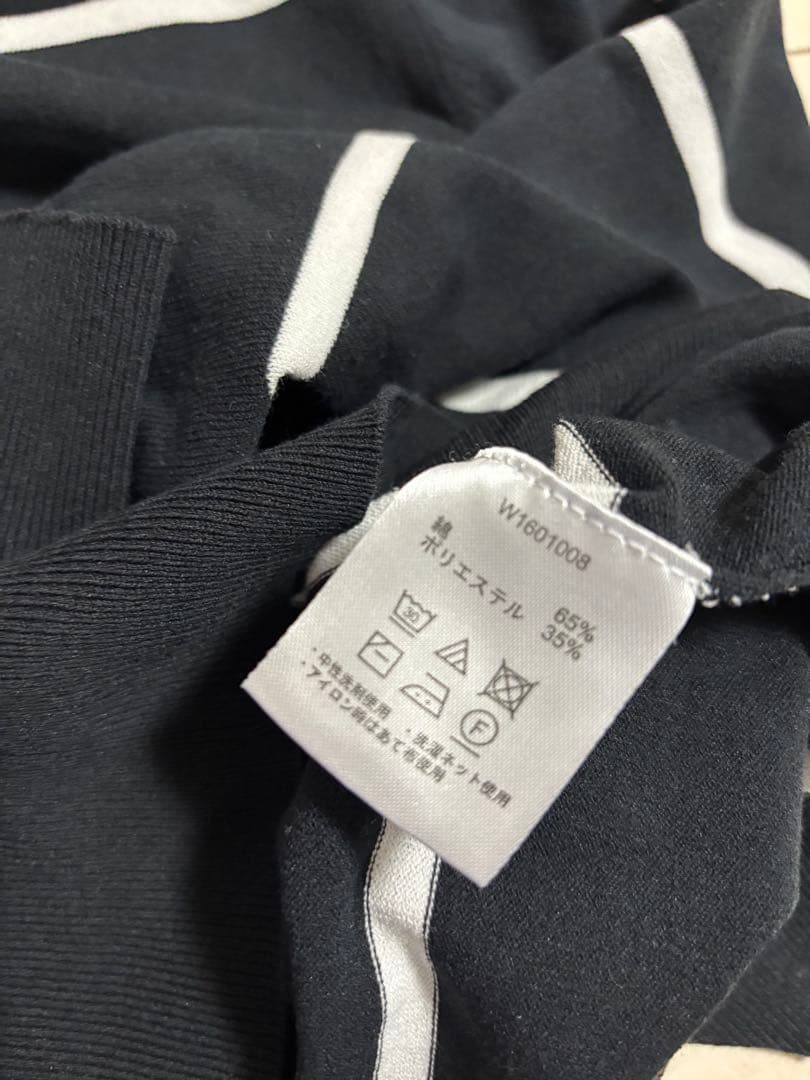 W1601008
綿 65%
ポリエステル 35%
30
F
・中性洗剤使用 ・洗濯ネット使用
・アイロン時はあて布使用